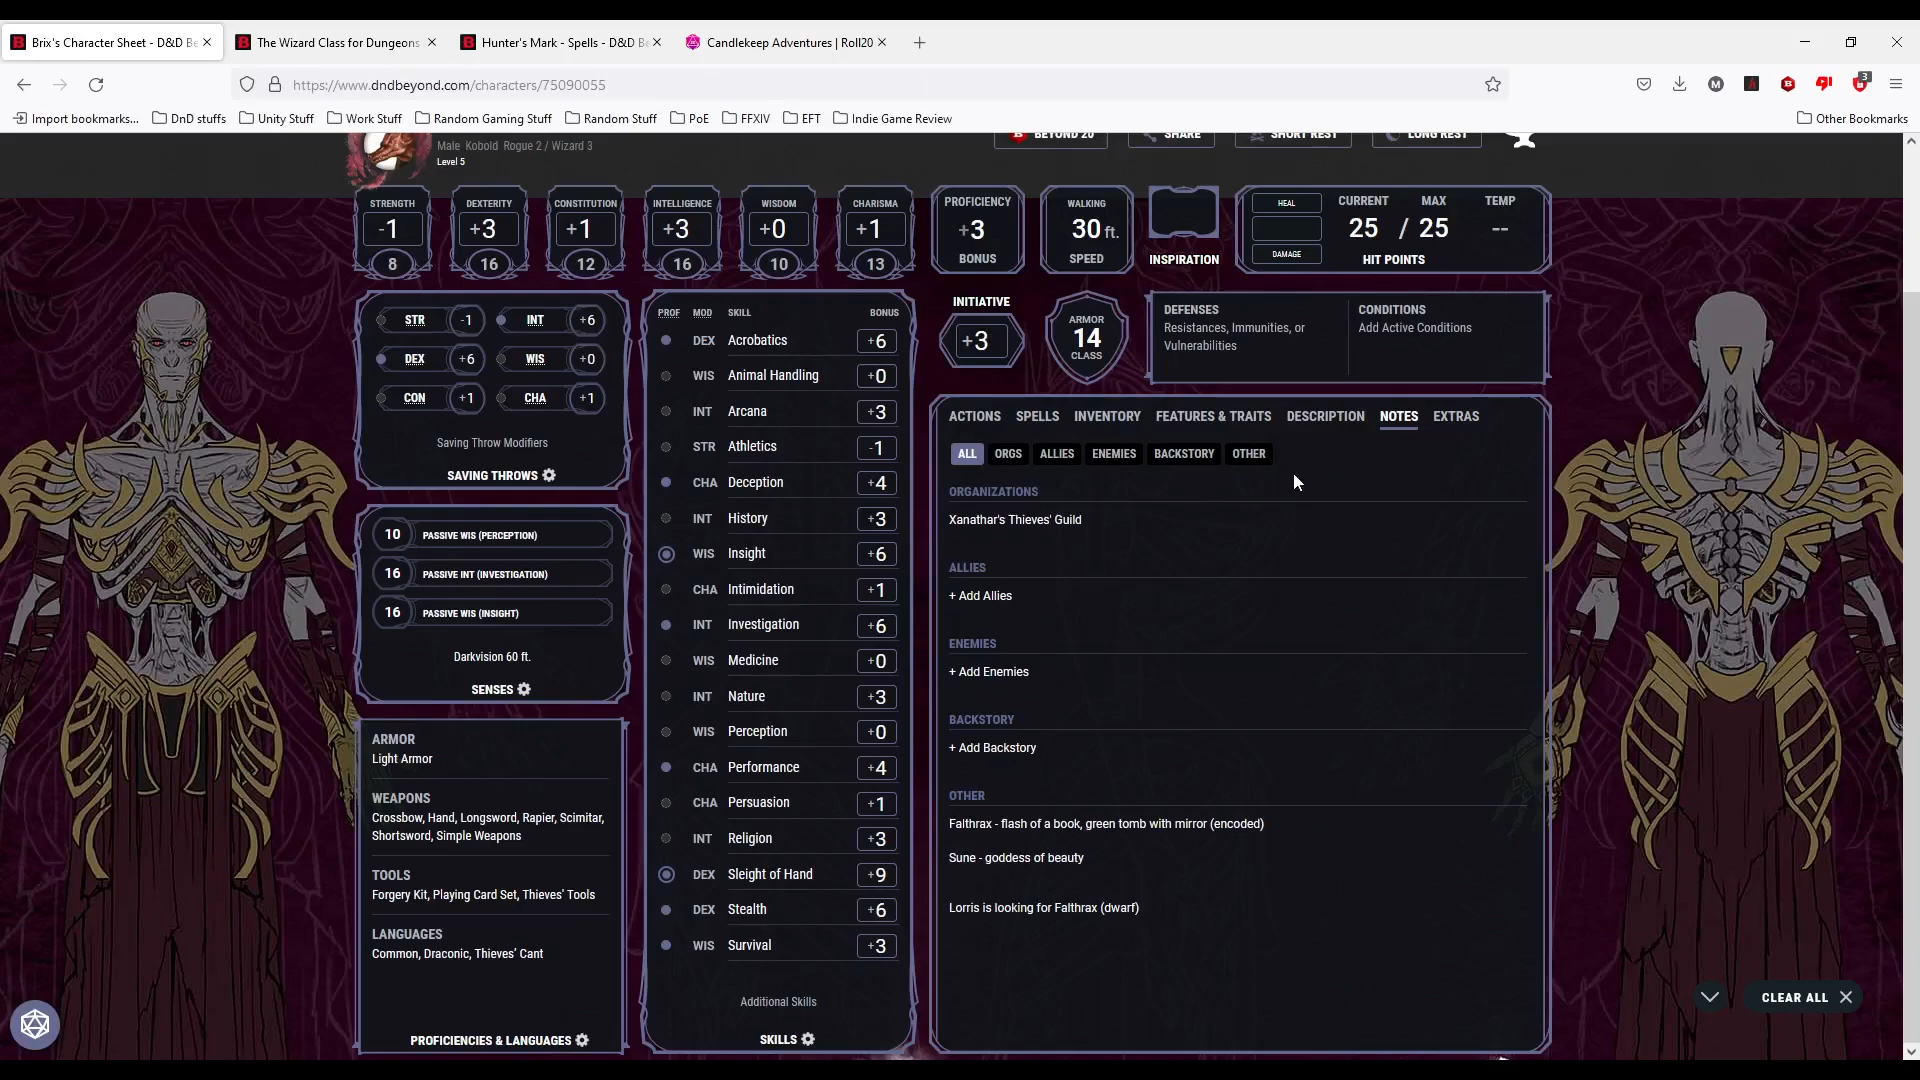 Brix's Character Sheet - D&D Be
The Wizard Class for Dungeons
Hunter's Mark - Spells - D&D Be
Candlekeep Adventures | Roll20
https://www.dndbeyond.com/characters/75090055
3
Import bookmarks...
DnD stuffs
Unity Stuff
Work Stuff
Random Gaming Stuff
Random Stuff
PoE
FFXIV
EFT
Indie Game Review
Other Bookmarks
Male Kobold Rogue 2 / Wizard 3
Level 5
BEYOND 20
SHARE
SHORT REST
LONG REST
STRENGTH
-1
8
DEXTERITY
+3
16
CONSTITUTION
+1
12
INTELLIGENCE
+3
16
WISDOM
+0
10
CHARISMA
+1
13
PROFICIENCY
+3
BONUS
WALKING
30 ft.
SPEED
INSPIRATION
HEAL
DAMAGE
CURRENT
MAX
TEMP
25 / 25
--
HIT POINTS
STR -1
INT +6
DEX +6
WIS +0
CON +1
CHA +1
Saving Throw Modifiers
SAVING THROWS
10 PASSIVE WIS (PERCEPTION)
16 PASSIVE INT (INVESTIGATION)
16 PASSIVE WIS (INSIGHT)
Darkvision 60 ft.
SENSES
ARMOR
Light Armor
WEAPONS
Crossbow, Hand, Longsword, Rapier, Scimitar,
Shortsword, Simple Weapons
TOOLS
Forgery Kit, Playing Card Set, Thieves' Tools
LANGUAGES
Common, Draconic, Thieves' Cant
PROFICIENCIES & LANGUAGES
PROF MOD SKILL BONUS
DEX Acrobatics +6
WIS Animal Handling +0
INT Arcana +3
STR Athletics -1
CHA Deception +4
INT History +3
WIS Insight +6
CHA Intimidation +1
INT Investigation +6
WIS Medicine +0
INT Nature +3
WIS Perception +0
CHA Performance +4
CHA Persuasion +1
INT Religion +3
DEX Sleight of Hand +9
DEX Stealth +6
WIS Survival +3
Additional Skills
SKILLS
INITIATIVE
+3
ARMOR
14
CLASS
DEFENSES
Resistances, Immunities, or
Vulnerabilities
CONDITIONS
Add Active Conditions
ACTIONS
SPELLS
INVENTORY
FEATURES & TRAITS
DESCRIPTION
NOTES
EXTRAS
ALL
ORGS
ALLIES
ENEMIES
BACKSTORY
OTHER
ORGANIZATIONS
Xanathar's Thieves' Guild
ALLIES
+ Add Allies
ENEMIES
+ Add Enemies
BACKSTORY
+ Add Backstory
OTHER
Falthrax - flash of a book, green tomb with mirror (encoded)
Sune - goddess of beauty
Lorris is looking for Falthrax (dwarf)
CLEAR ALL